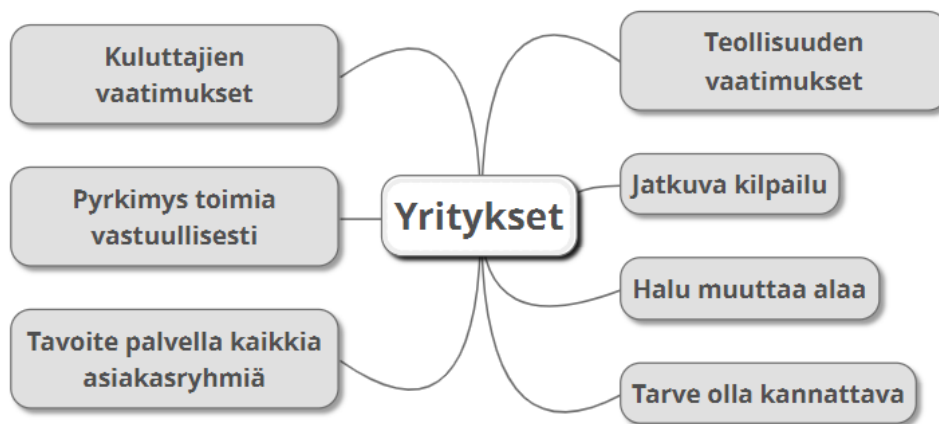 Kuluttajien
vaatimukset
Pyrkimys toimia
vastuullisesti
Tavoite palvella kaikkia
asiakasryhmiä
Yritykset
Teollisuuden
vaatimukset
Jatkuva kilpailu
Halu muuttaa alaa
Tarve olla kannattava